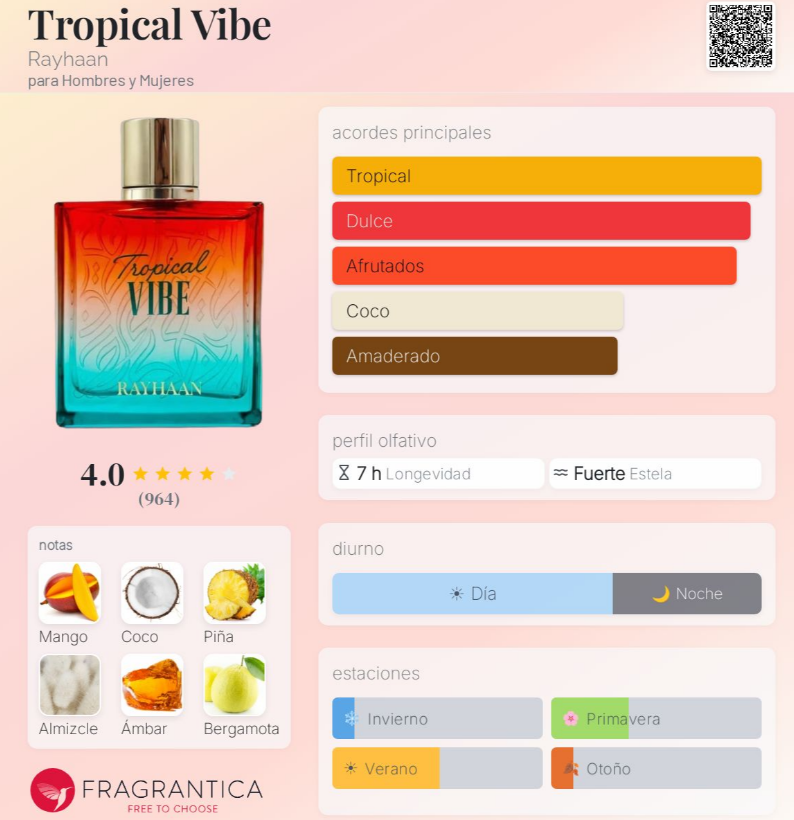 Tropical Vibe
Rayhaan
para Hombres y Mujeres
Tropical
VIBE
RAYHAAN
4.0
(964)
notas
Mango Coco Piña
Almizcle Ámbar Bergamota
FRAGRANTICA
FREE TO CHOOSE
acordes principales
Tropical
Dulce
Afrutados
Coco
Amaderado
perfil olfativo
7 h Longevidad Fuerte Estela
diurno
Día Noche
estaciones
Invierno Primavera
Verano Otoño